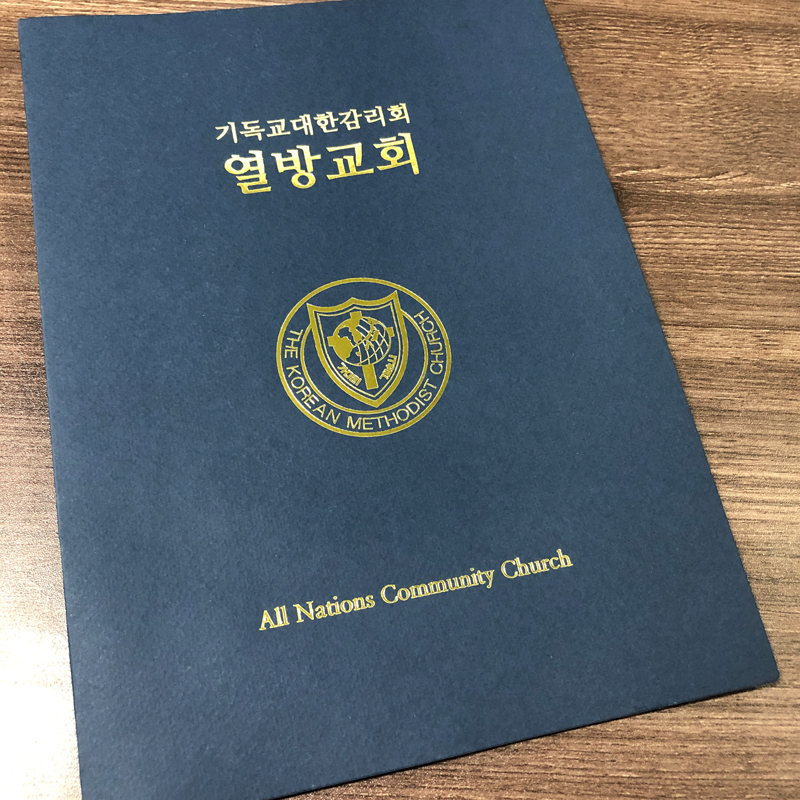 기독교대한감리회
열방교회
THE KOREAN METHODIST CHURCH
All Nations Community Church